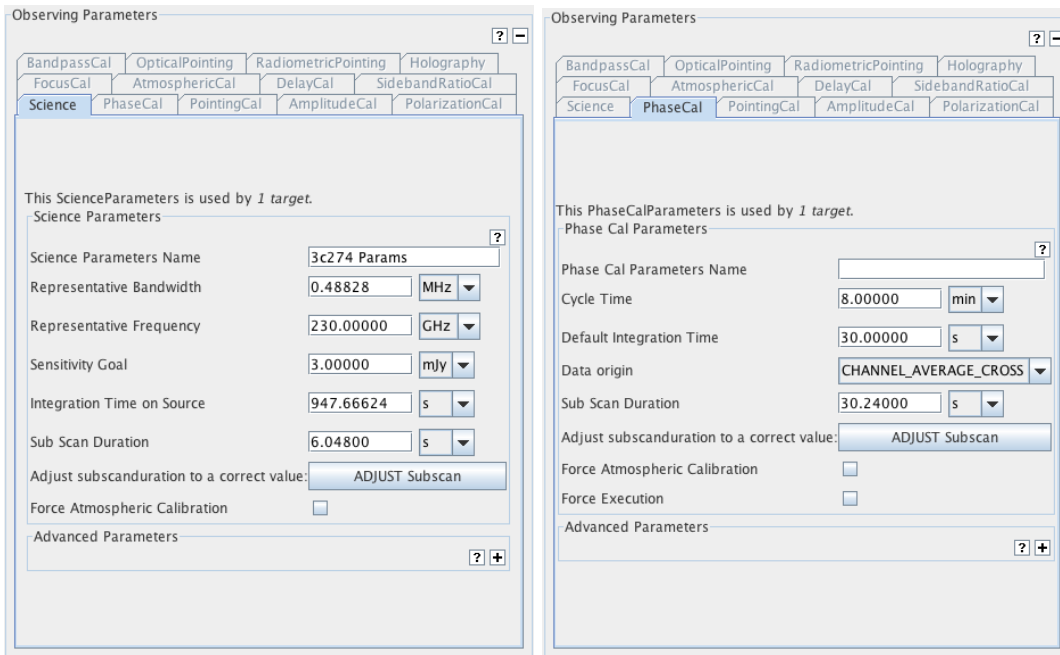 Observing Parameters
? −
BandpassCal OpticalPointing RadiometricPointing Holography
FocusCal AtmosphericCal DelayCal SidebandRatioCal
Science PhaseCal PointingCal AmplitudeCal PolarizationCal
This ScienceParameters is used by 1 target.
Science Parameters
?
Science Parameters Name 3c274 Params
Representative Bandwidth 0.48828 MHz
Representative Frequency 230.00000 GHz
Sensitivity Goal 3.00000 mJy
Integration Time on Source 947.66624 s
Sub Scan Duration 6.04800 s
Adjust subscanduration to a correct value: ADJUST Subscan
Force Atmospheric Calibration
Advanced Parameters
? +
Observing Parameters
? −
BandpassCal OpticalPointing RadiometricPointing Holography
FocusCal AtmosphericCal DelayCal SidebandRatioCal
Science PhaseCal PointingCal AmplitudeCal PolarizationCal
This PhaseCalParameters is used by 1 target.
Phase Cal Parameters
?
Phase Cal Parameters Name
Cycle Time 8.00000 min
Default Integration Time 30.00000 s
Data origin CHANNEL_AVERAGE_CROSS
Sub Scan Duration 30.24000 s
Adjust subscanduration to a correct value: ADJUST Subscan
Force Atmospheric Calibration
Force Execution
Advanced Parameters
? +